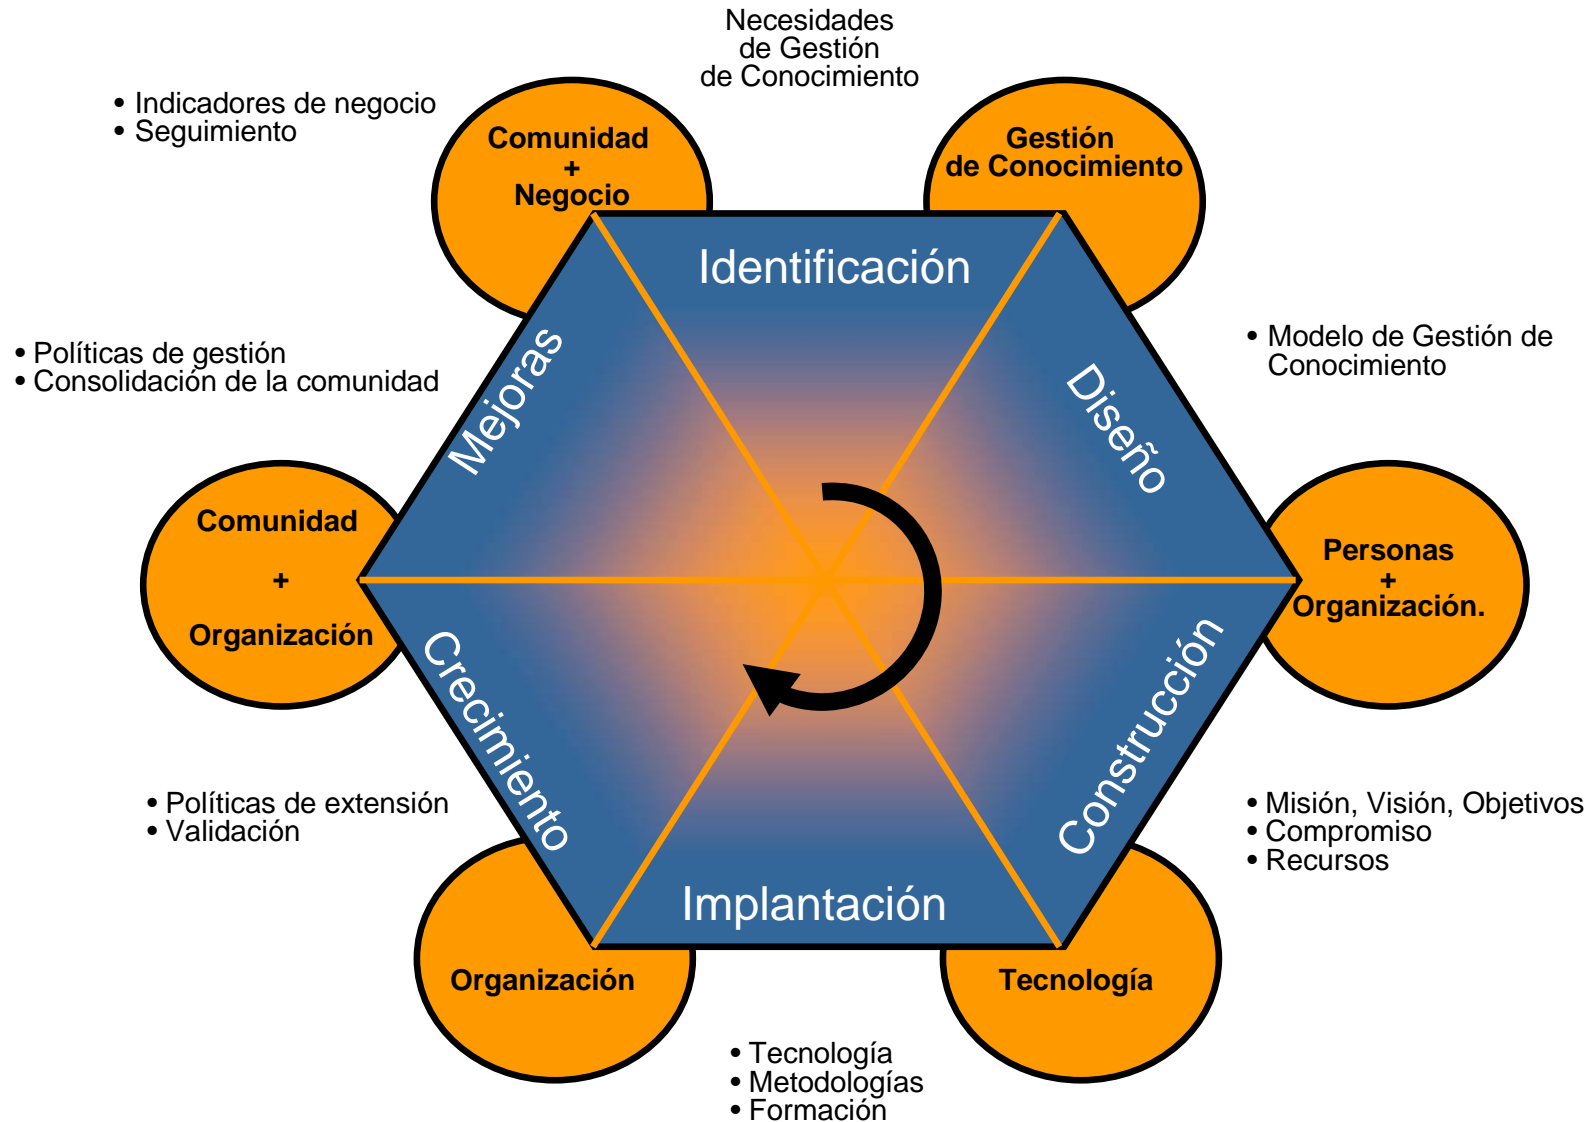 Necesidades
de Gestión
de Conocimiento
• Indicadores de negocio
• Seguimiento
Comunidad
+
Negocio
Gestión
de Conocimiento
Identificación
Mejoras
Diseño
• Políticas de gestión
• Consolidación de la comunidad
• Modelo de Gestión de
Conocimiento
Comunidad
+
Organización
Personas
+
Organización.
Crecimiento
Construcción
• Políticas de extensión
• Validación
• Misión, Visión, Objetivos
• Compromiso
• Recursos
Implantación
Organización
Tecnología
• Tecnología
• Metodologías
• Formación